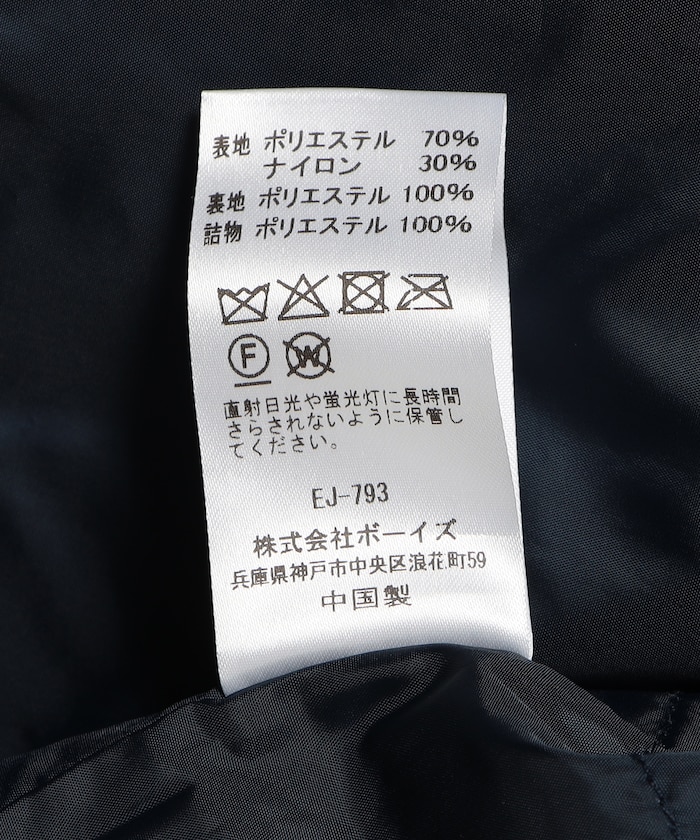 表地 ポリエステル 70%
ナイロン 30%
裏地 ポリエステル 100%
詰物 ポリエステル 100%
F W
直射日光や蛍光灯に長時間
さらされないように保管し
てください。
EJ-793
株式会社ボーイズ
兵庫県神戸市中央区浪花町59
中国製